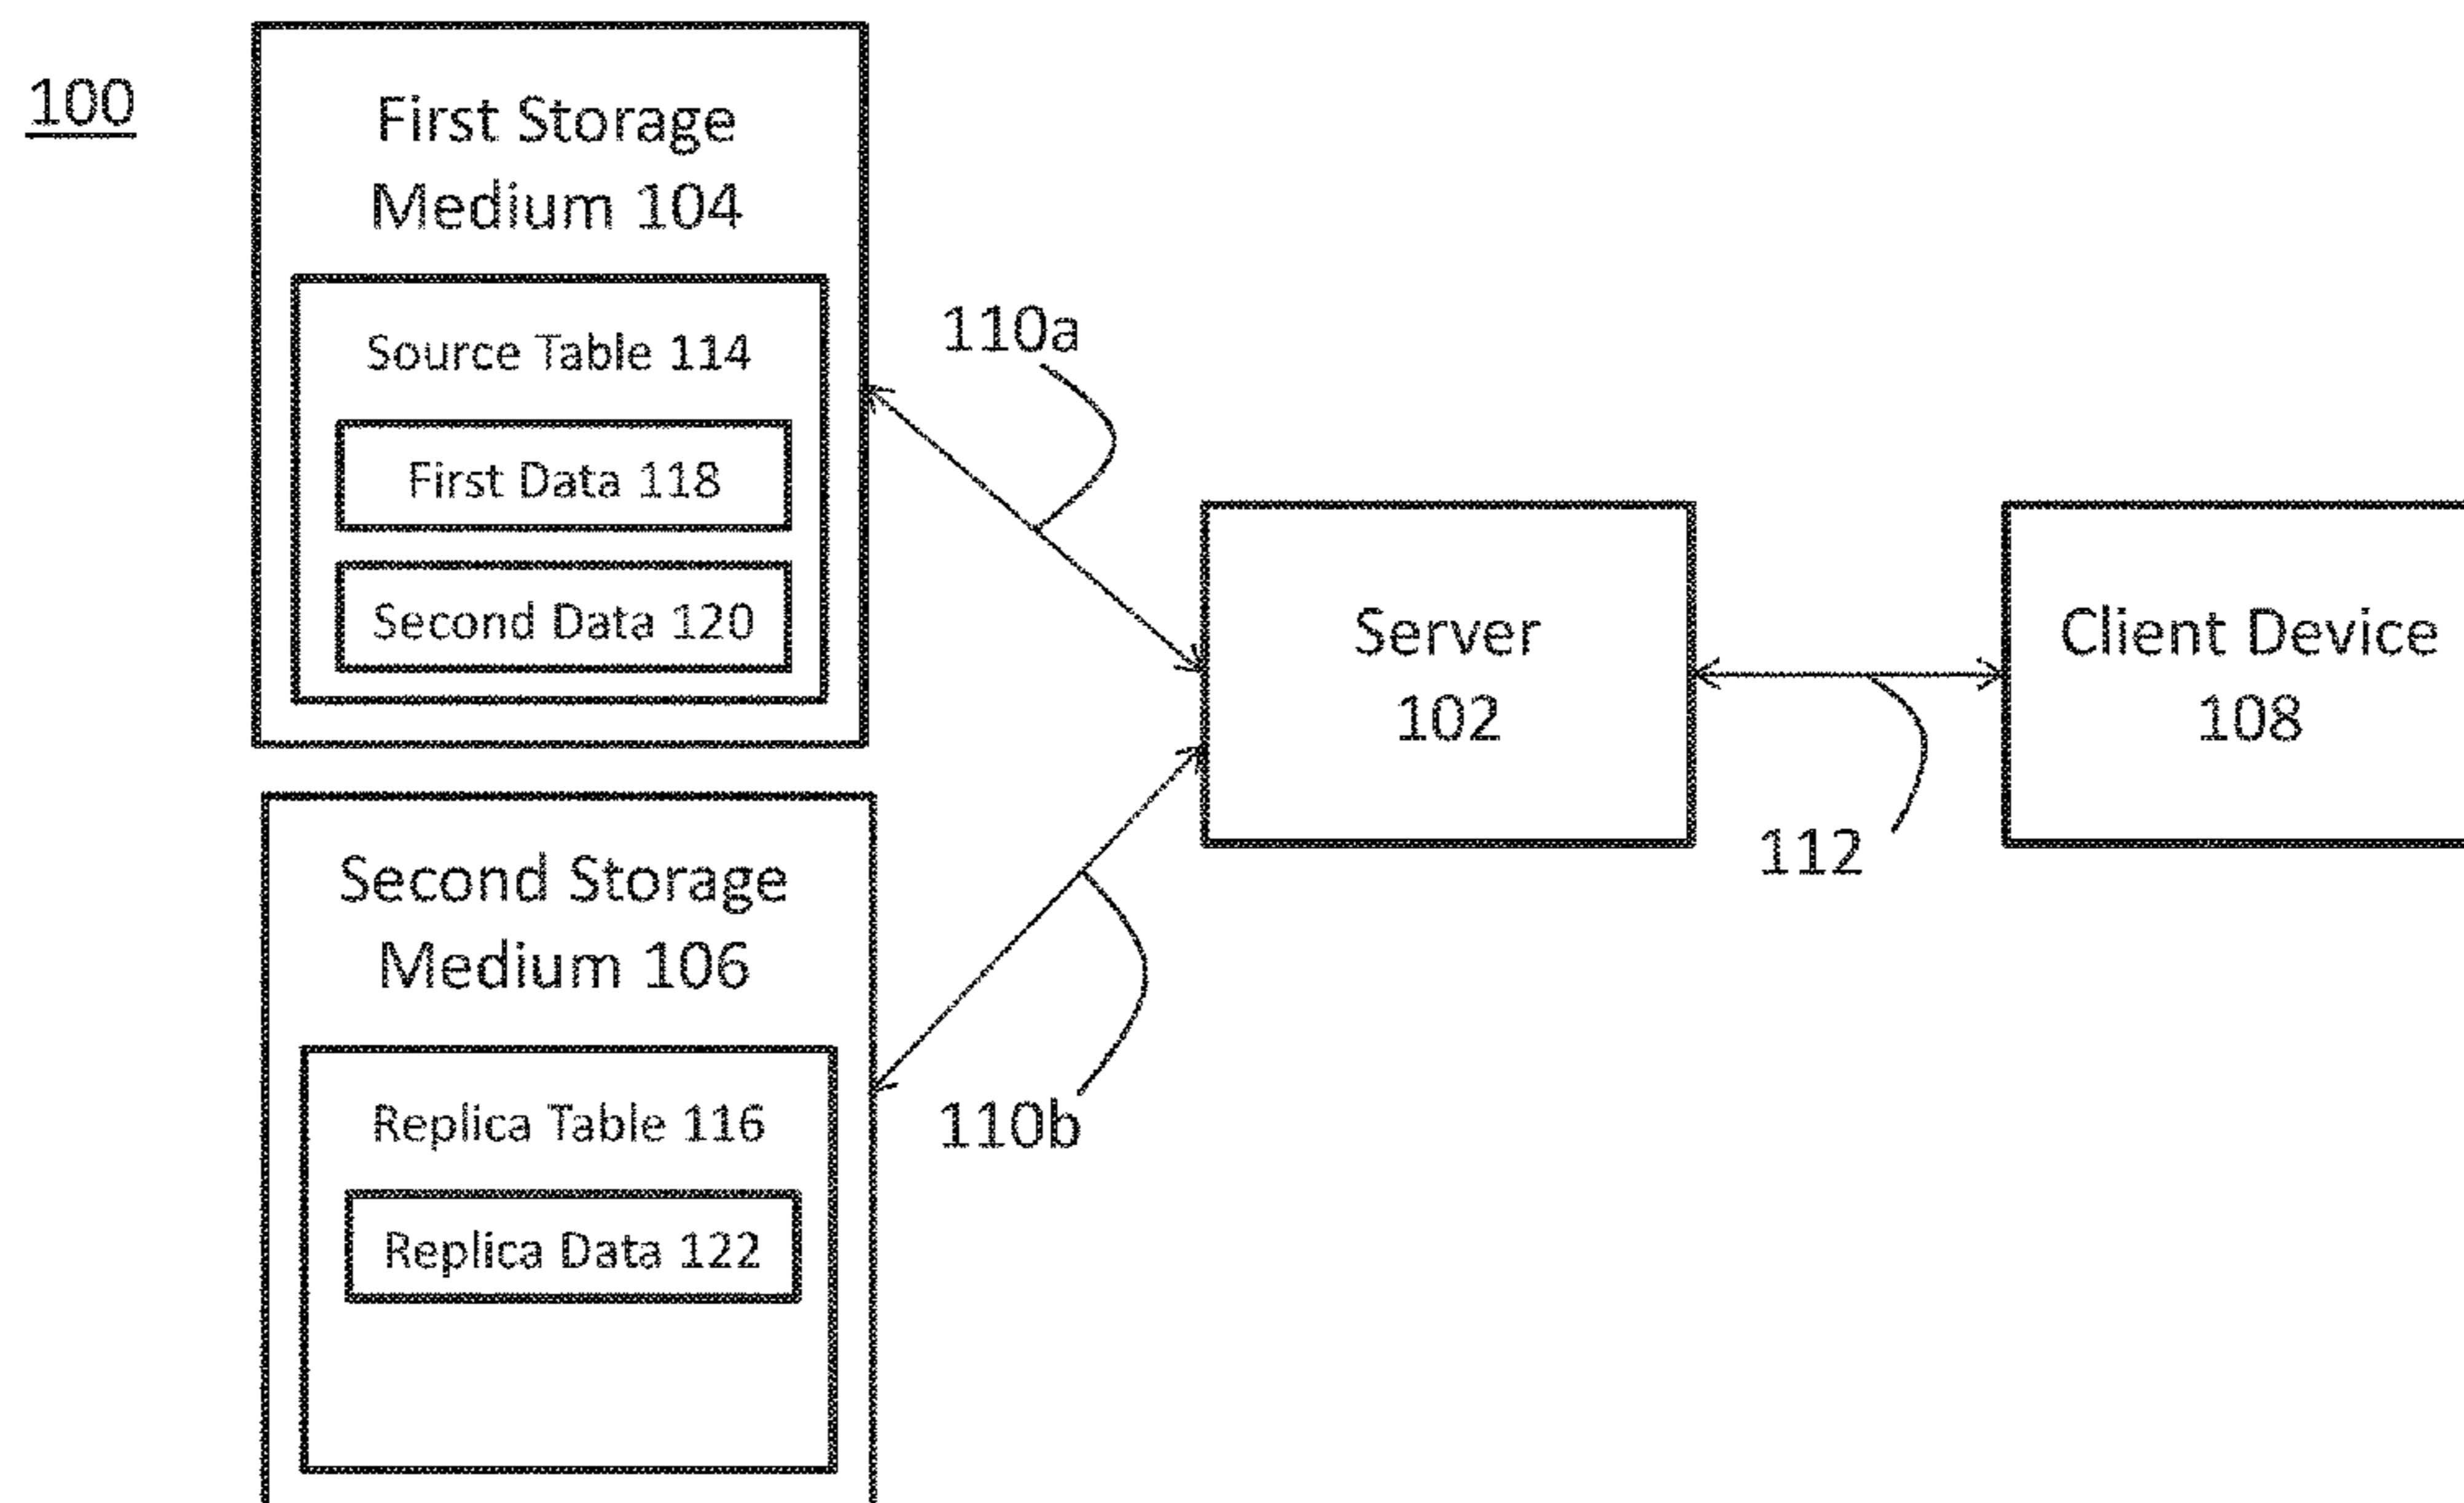 100
First Storage
Medium 104
Source Table 114
First Data 118
Second Data 120
110a
Server
102
Client Device
108
112
Second Storage
Medium 106
Replica Table 116
Replica Data 122
110b